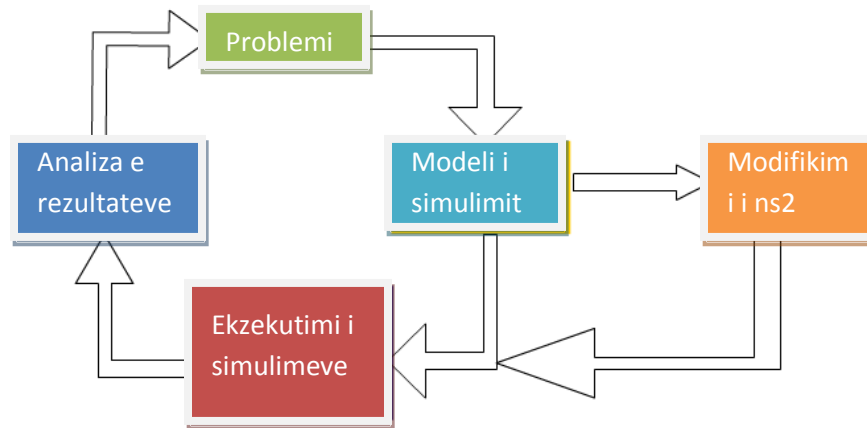 Problemi
Analiza e
rezultateve
Modeli i
simulimit
Modifikim
i i ns2
Ekzekutimi i
simulimeve